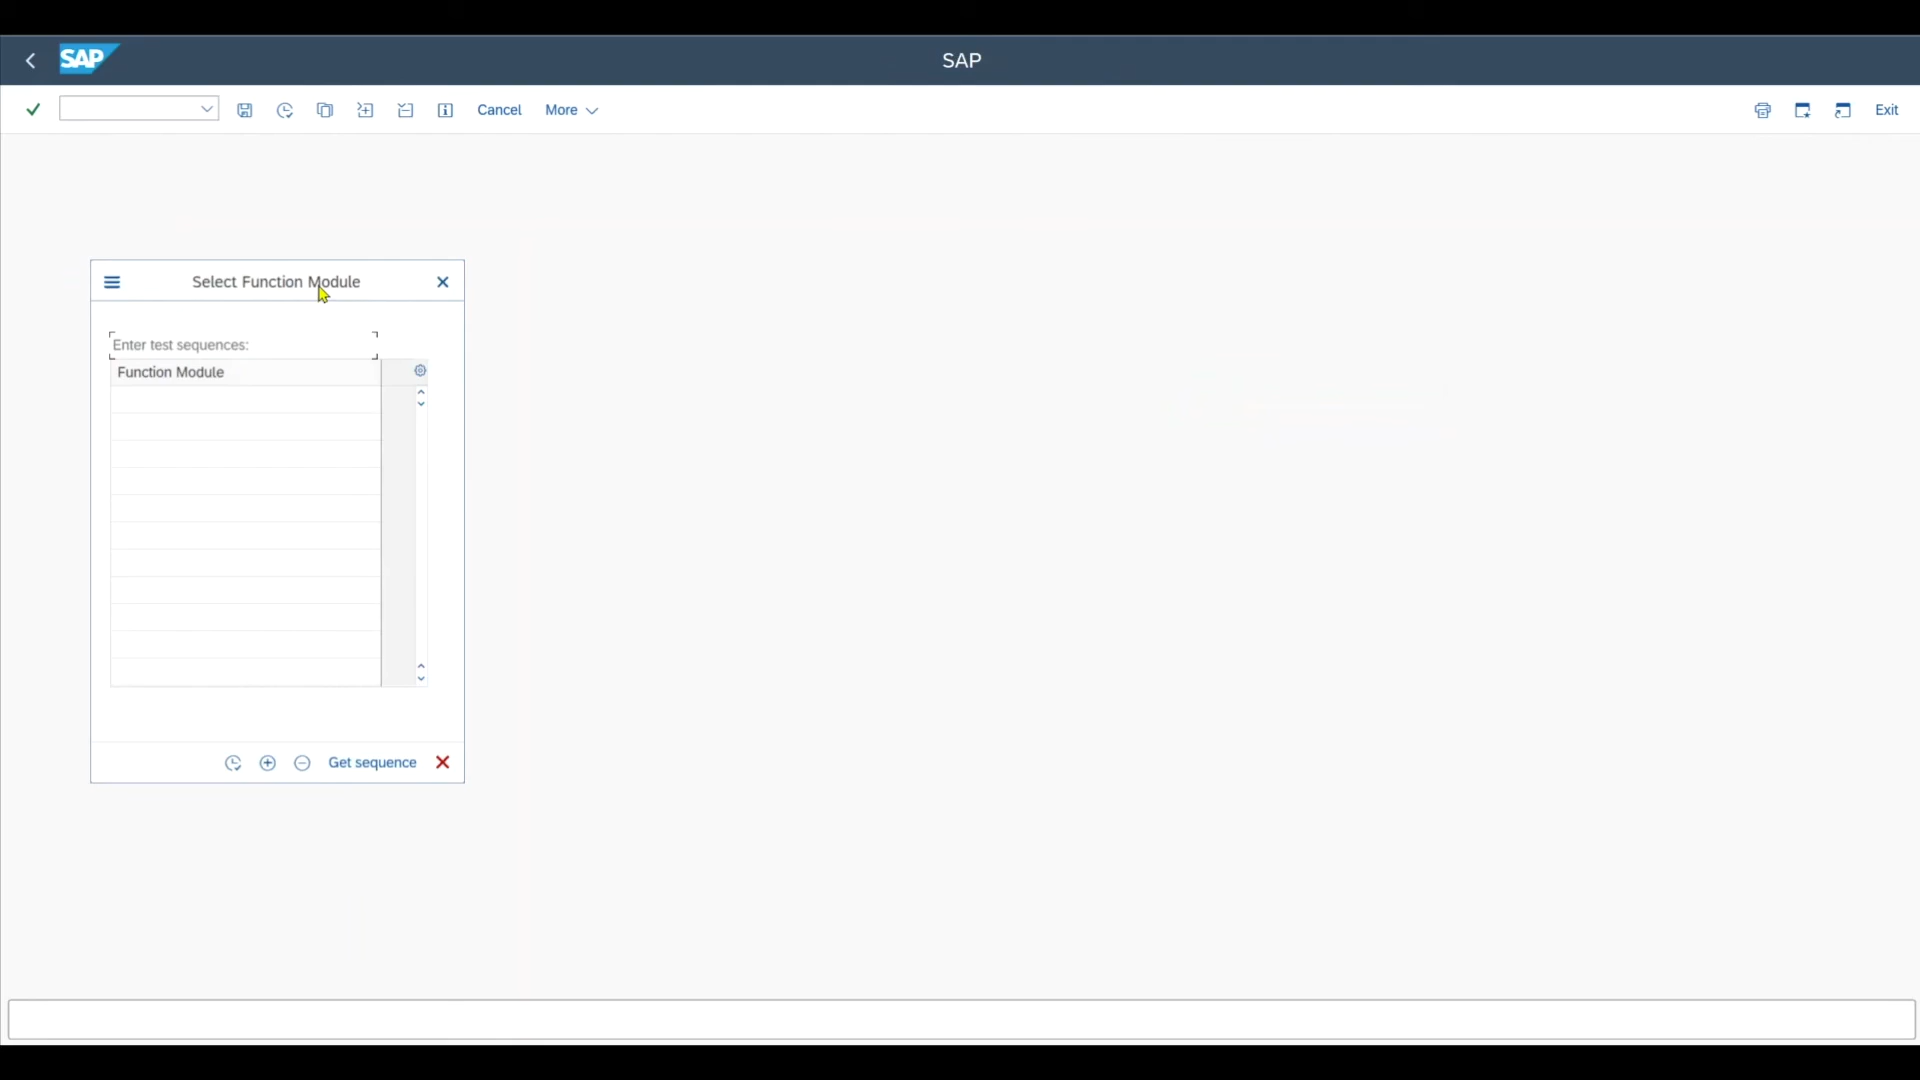 SAP
SAP
Cancel
More
Exit
Select Function Module
Enter test sequences:
Function Module
Get sequence